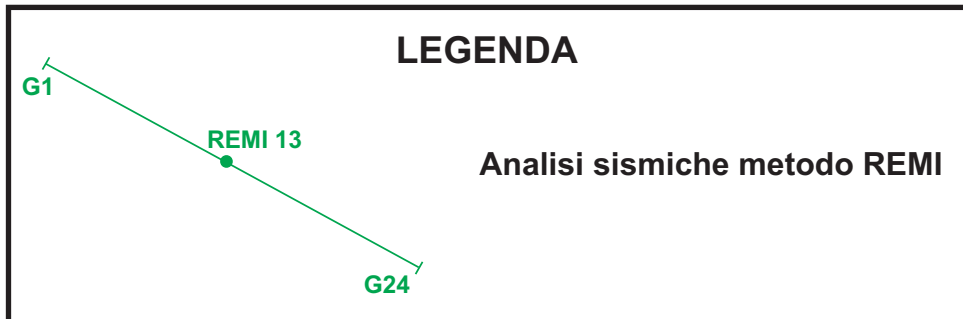 LEGENDA
G1
REMI 13
Analisi sismiche metodo REMI
G24